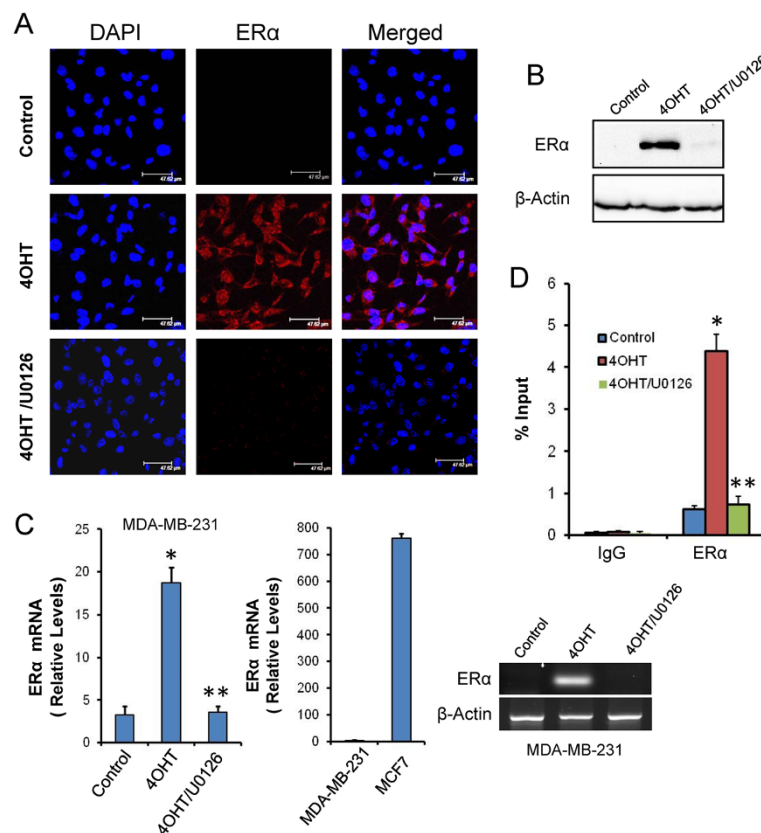 A
DAPI
ERα
Merged
Control
47.62 µm
47.62 µm
47.62 µm
4OHT
47.62 µm
47.62 µm
47.62 µm
4OHT /U0126
47.62 µm
47.62 µm
47.62 µm
B
Control
4OHT
4OHT/U0126
ERα
β-Actin
C
MDA-MB-231
ERα mRNA
( Relative Levels)
25
20
15
10
5
0
*
**
Control
4OHT
4OHT/U0126
ERα mRNA
( Relative Levels)
800
700
600
500
400
300
200
100
0
MDA-MB-231
MCF7
D
% Input
6
5
4
3
2
1
0
Control
4OHT
4OHT/U0126
*
**
IgG
ERα
Control
4OHT
4OHT/U0126
ERα
β-Actin
MDA-MB-231